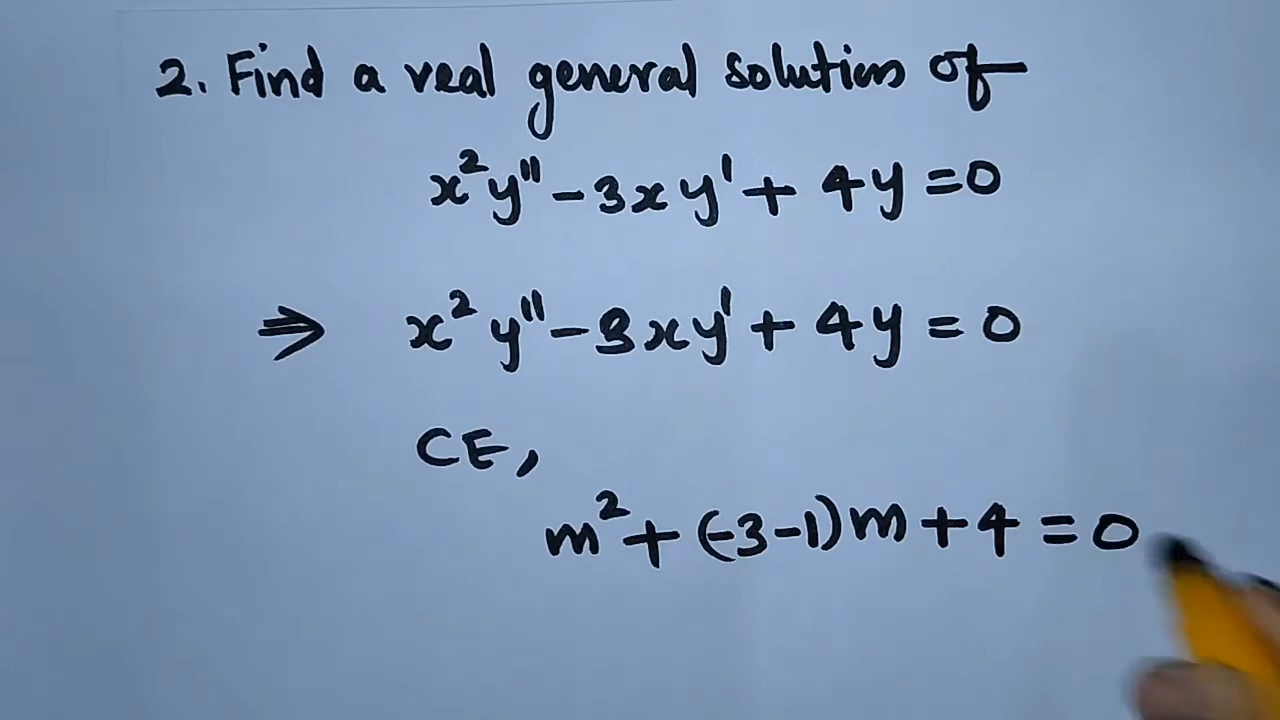 2. Find a real general solution of
x²y" - 3xy' + 4y = 0
⇒ x²y" - 3xy' + 4y = 0
CE,
m² + (-3-1)m + 4 = 0